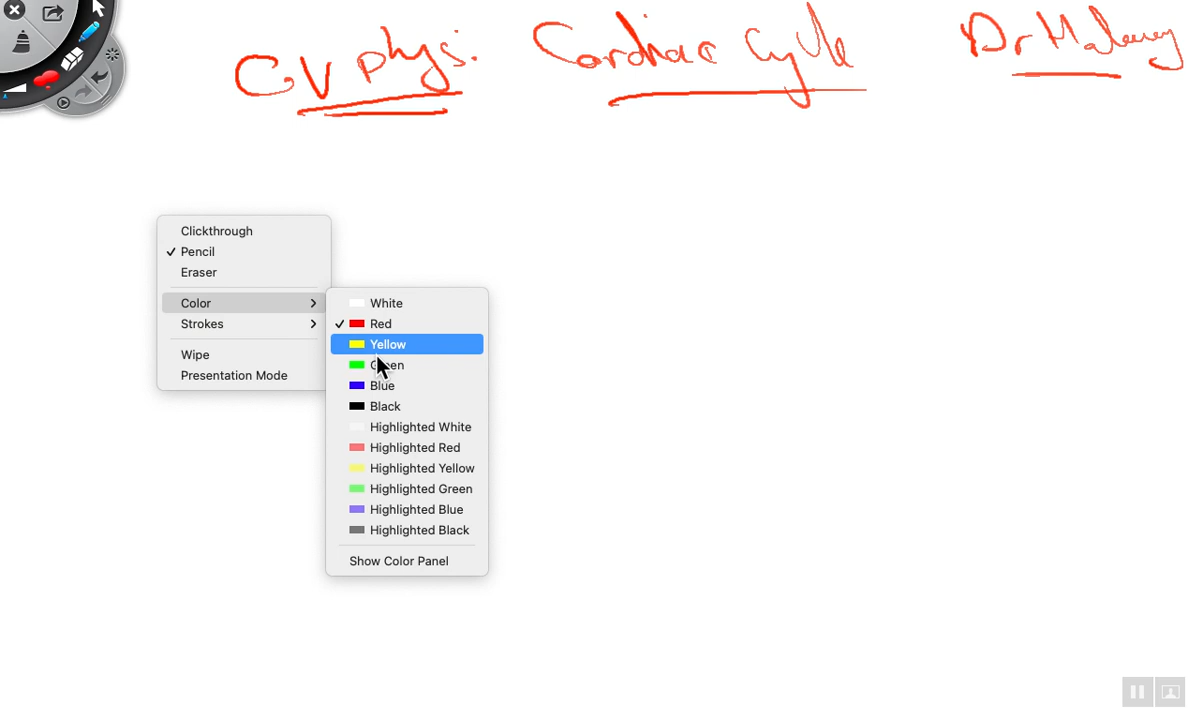 CV phys. Cardiac Cycle Dr Maloney
Clickthrough
Pencil
Eraser
Color
Strokes
Wipe
Presentation Mode
White
Red
Yellow
Green
Blue
Black
Highlighted White
Highlighted Red
Highlighted Yellow
Highlighted Green
Highlighted Blue
Highlighted Black
Show Color Panel